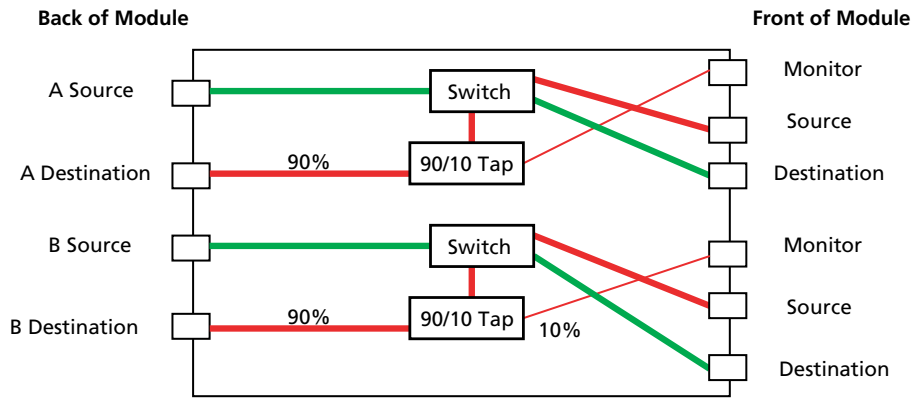 Back of Module
Front of Module
A Source
Switch
Monitor
Source
A Destination
90%
90/10 Tap
Destination
B Source
Switch
Monitor
Source
B Destination
90%
90/10 Tap
10%
Destination